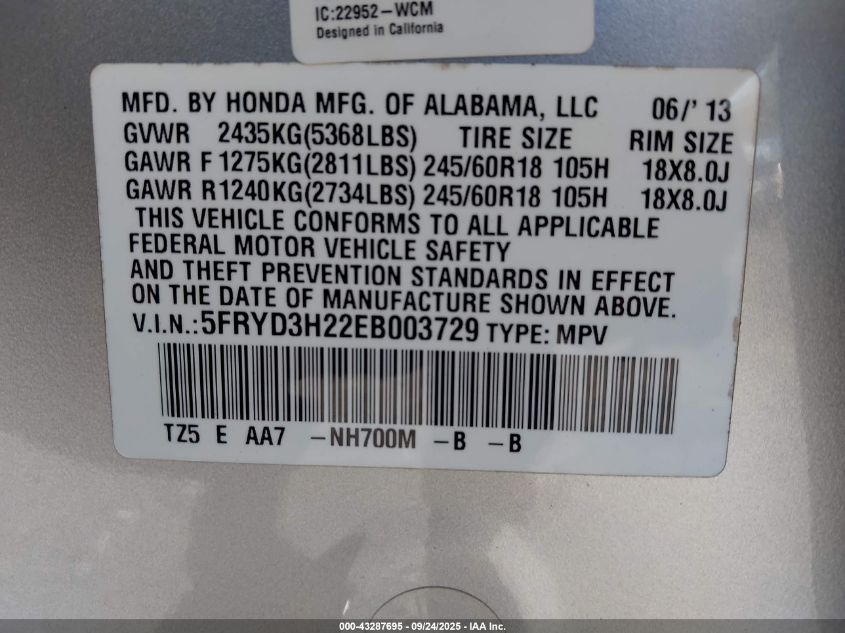 IC:22952-WCM
Designed in California
MFD. BY HONDA MFG. OF ALABAMA, LLC 06/' 13
GVWR 2435KG(5368LBS) TIRE SIZE RIM SIZE
GAWR F 1275KG(2811LBS) 245/60R18 105H 18X8.0J
GAWR R1240KG(2734LBS) 245/60R18 105H 18X8.0J
THIS VEHICLE CONFORMS TO ALL APPLICABLE
FEDERAL MOTOR VEHICLE SAFETY
AND THEFT PREVENTION STANDARDS IN EFFECT
ON THE DATE OF MANUFACTURE SHOWN ABOVE.
V.I.N.:5FRYD3H22EB003729 TYPE: MPV
TZ5 E AA7 -NH700M -B -B
000-43287695 - 09/24/2025 - IAA Inc.